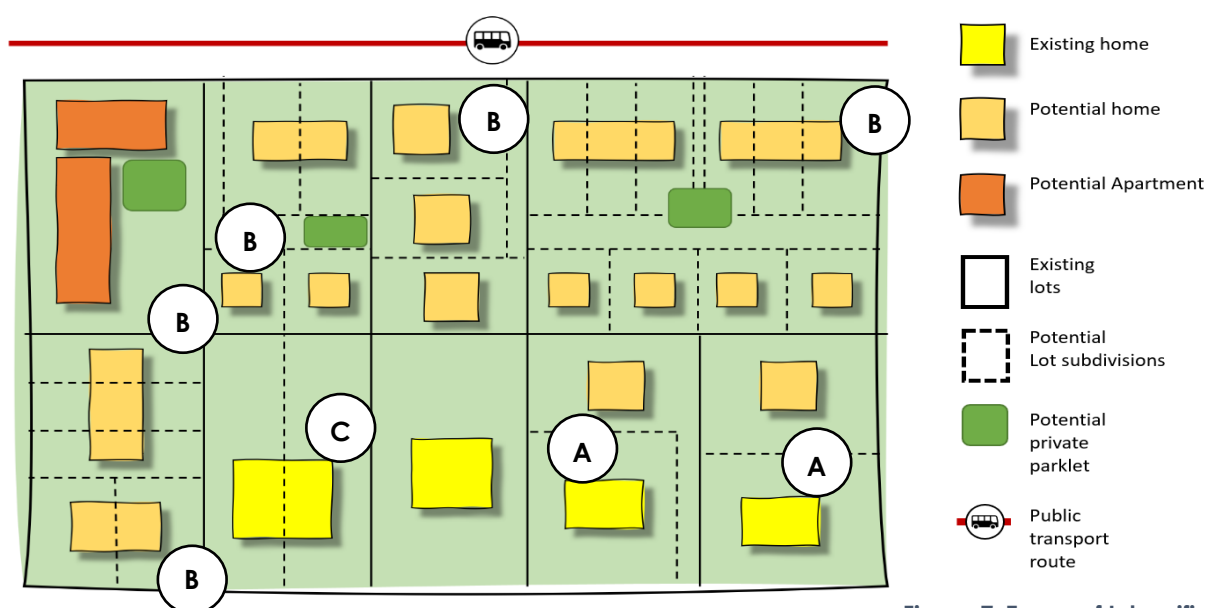 B
B
B
B
C
A
A
B
B
Existing home
Potential home
Potential Apartment
Existing
lots
Potential
Lot subdivisions
Potential
private
parklet
Public
transport
route